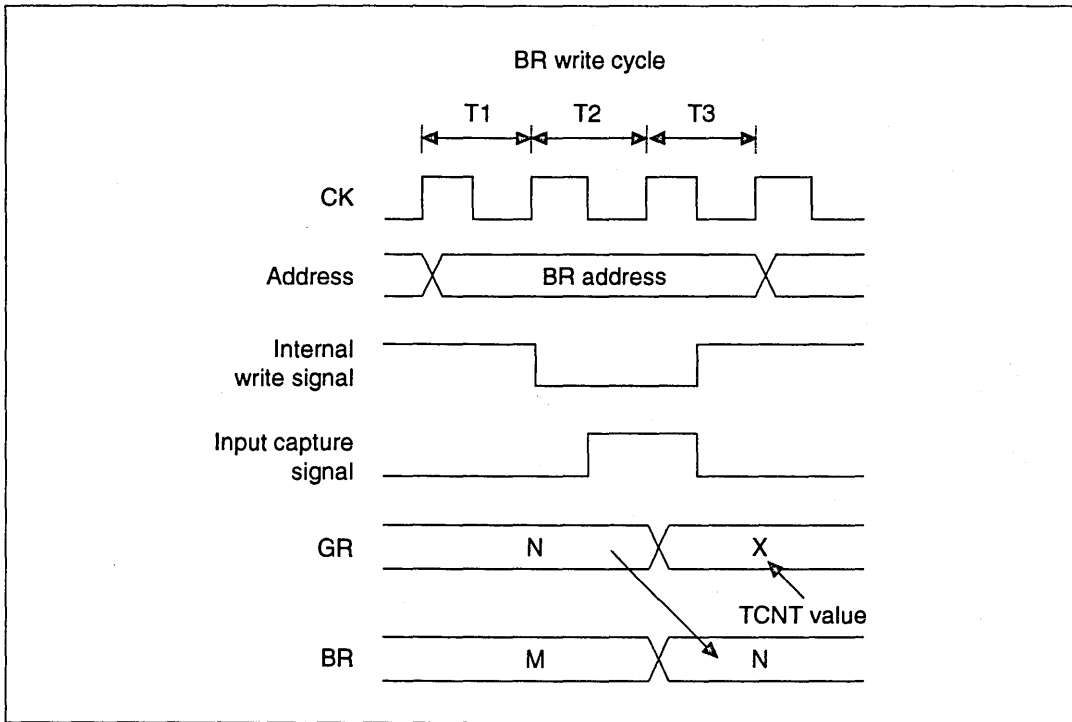 BR write cycle
T1 T2 T3
CK
Address BR address
Internal
write signal
Input capture
signal
GR N X
TCNT value
BR M N